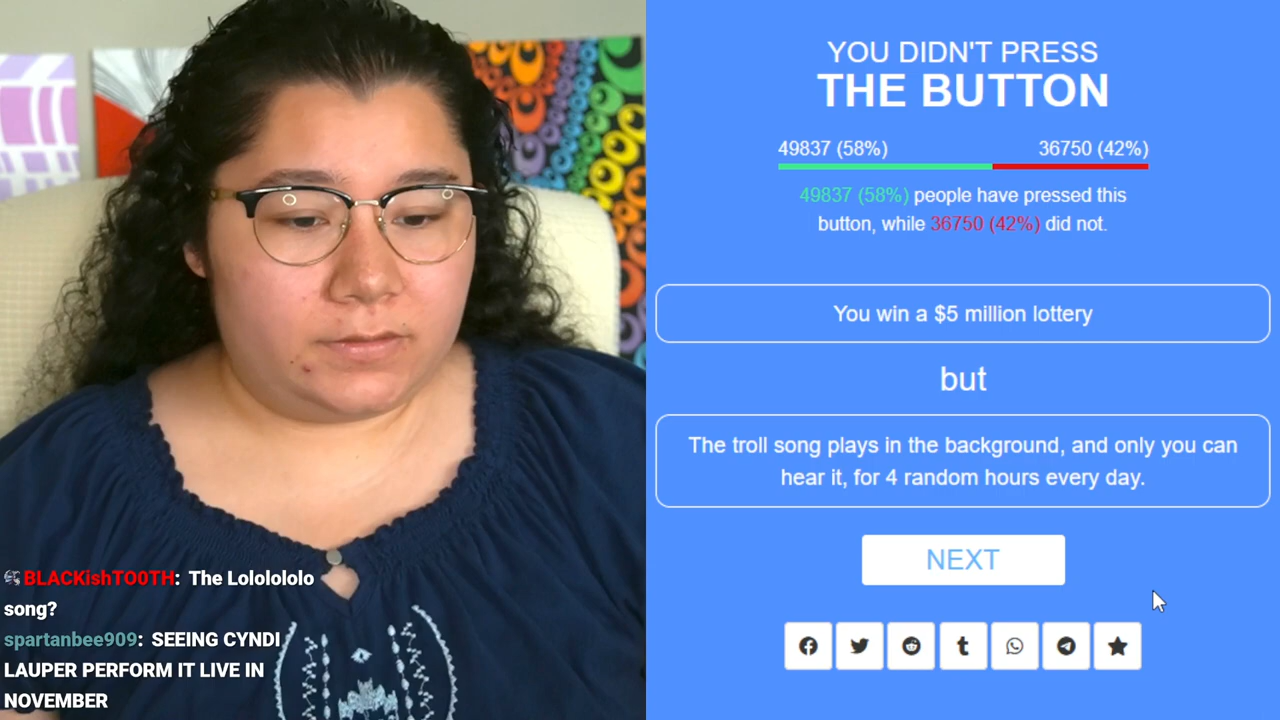 YOU DIDN'T PRESS
THE BUTTON
49837 (58%) 36750 (42%)
49837 (58%) people have pressed this
button, while 36750 (42%) did not.
You win a $5 million lottery
but
The troll song plays in the background, and only you can
hear it, for 4 random hours every day.
NEXT
BLACKishTO0TH: The Lololololo
song?
spartanbee909: SEEING CYNDI
LAUPER PERFORM IT LIVE IN
NOVEMBER